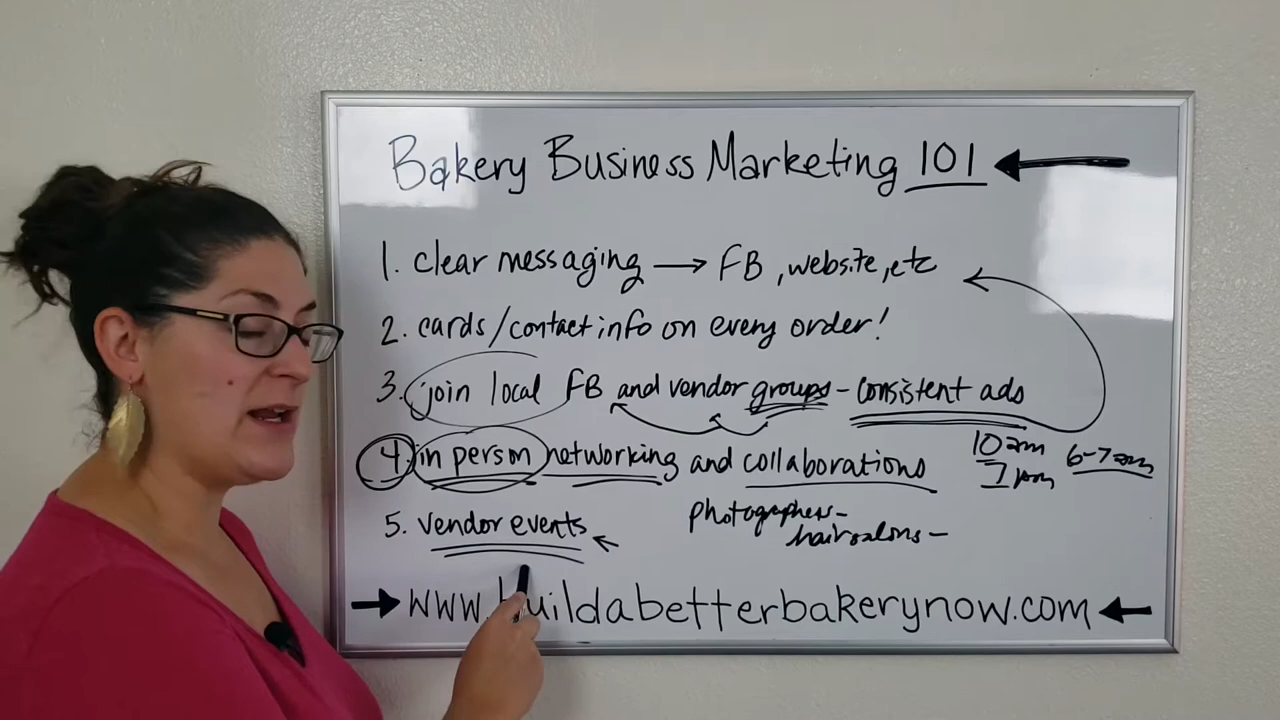 Bakery Business Marketing 101
1. clear messaging → FB, website, etc
2. cards/contact info on every order!
3. join local FB and vendor groups - consistent ads
10am
7pm
6-7am
4 in person networking and collaborations
photographers-
hairsalons-
5. vendor events
www.buildabetterbakerynow.com